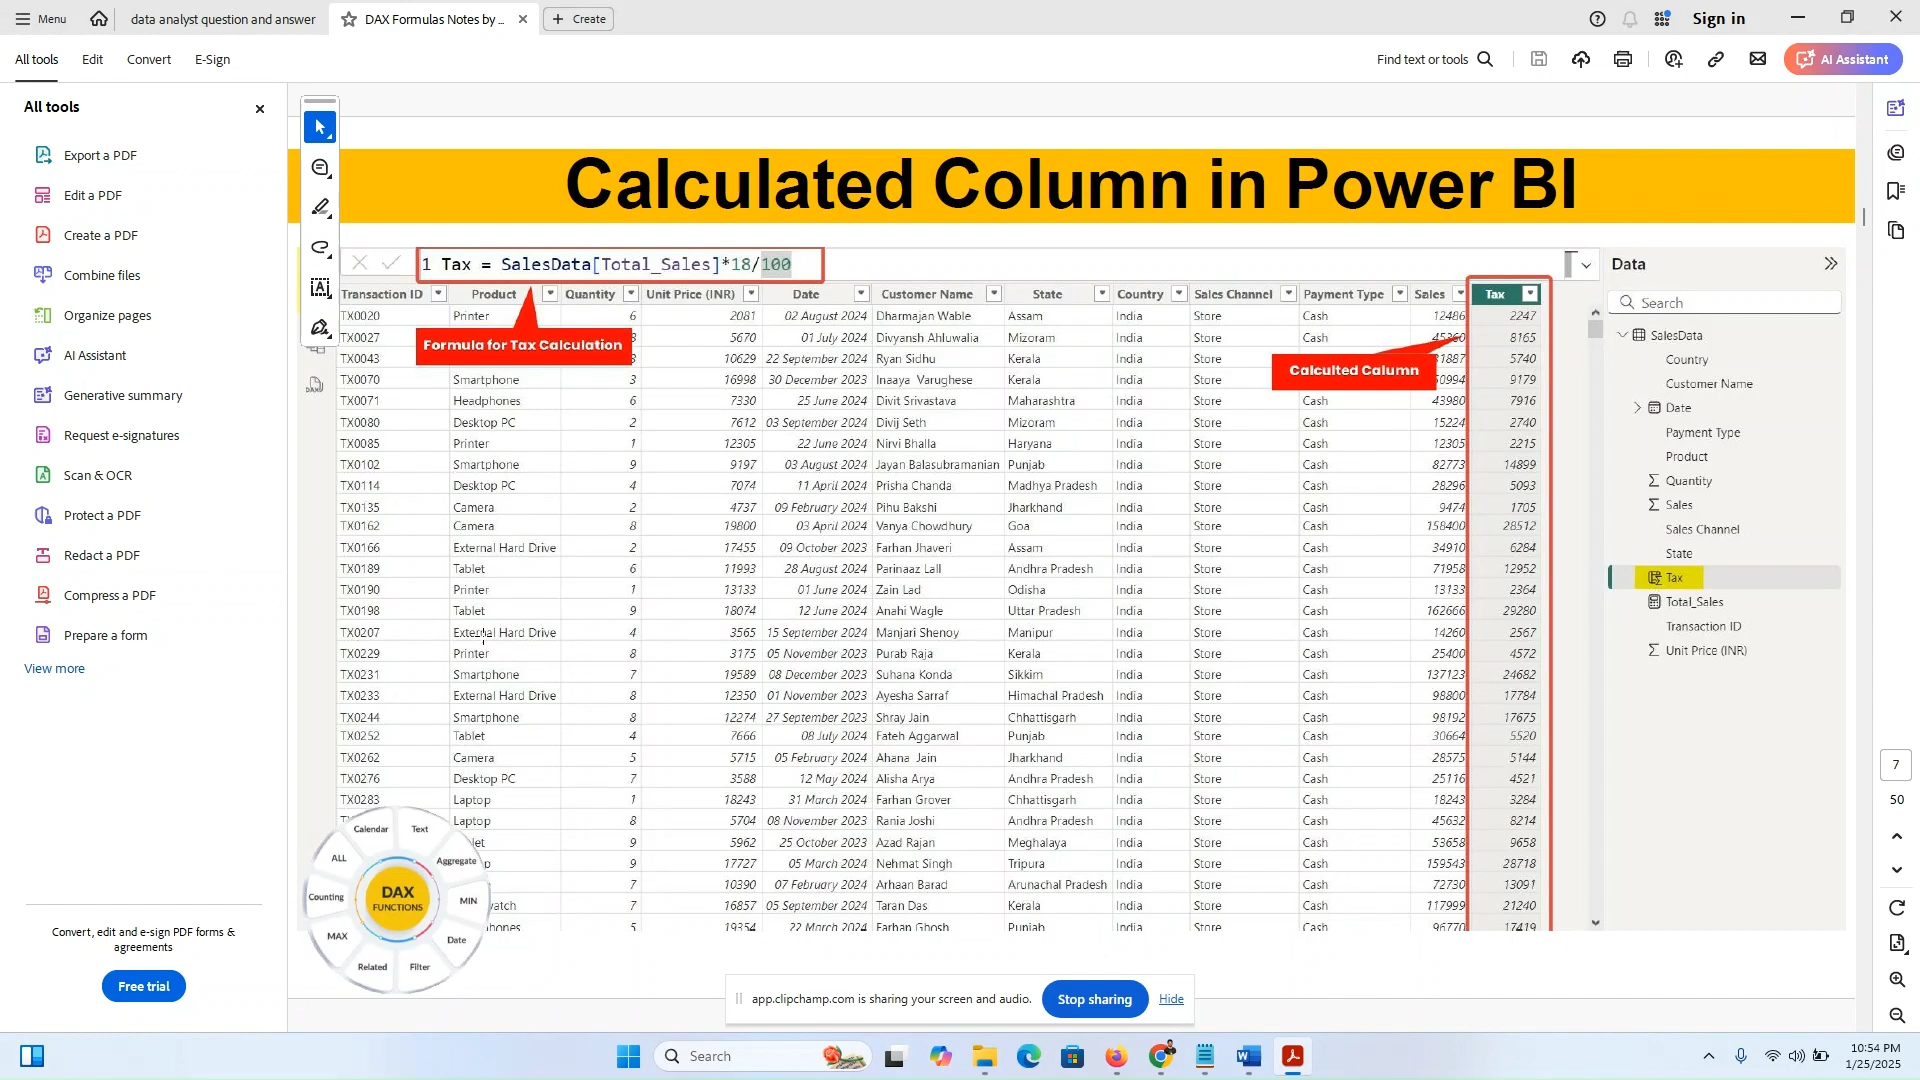 Menu
data analyst question and answer
DAX Formulas Notes by ...
Create
Sign in
All tools Edit Convert E-Sign
Find text or tools
AI Assistant
All tools
Export a PDF
Edit a PDF
Create a PDF
Combine files
Organize pages
AI Assistant
Generative summary
Request e-signatures
Scan & OCR
Protect a PDF
Redact a PDF
Compress a PDF
Prepare a form
View more
Convert, edit and e-sign PDF forms &
agreements
Free trial
Calculated Column in Power BI
1 Tax = SalesData[Total_Sales]*18/100
Formula for Tax Calculation
Calculted Column
Transaction ID Product Quantity Unit Price (INR) Date Customer Name State Country Sales Channel Payment Type Sales Tax
TX0020 Printer 6 2081 02 August 2024 Dharmajan Wable Assam India Store Cash 12486 2247
TX0027 5670 01 July 2024 Divyansh Ahluwalia Mizoram India Store Cash 45360 8165
TX0043 10629 22 September 2024 Ryan Sidhu Kerala India Store 5740
TX0070 Smartphone 3 16998 30 December 2023 Inaaya Varughese Kerala India Store 9179
TX0071 Headphones 6 7330 25 June 2024 Divit Srivastava Maharashtra India Store Cash 43980 7916
TX0080 Desktop PC 2 7612 03 September 2024 Divij Seth Mizoram India Store Cash 15224 2740
TX0085 Printer 1 12305 22 June 2024 Nirvi Bhalla Haryana India Store Cash 12305 2215
TX0102 Smartphone 9 9197 03 August 2024 Jayan Balasubramanian Punjab India Store Cash 82773 14899
TX0114 Desktop PC 4 7074 11 April 2024 Prisha Chanda Madhya Pradesh India Store Cash 28296 5093
TX0135 Camera 2 4737 09 February 2024 Pihu Bakshi Jharkhand India Store Cash 9474 1705
TX0162 Camera 8 19800 03 April 2024 Vanya Chowdhury Goa India Store Cash 158400 28512
TX0166 External Hard Drive 2 17455 09 October 2023 Farhan Jhaveri Assam India Store Cash 34910 6284
TX0189 Tablet 6 11993 28 August 2024 Parinaaz Lall Andhra Pradesh India Store Cash 71958 12952
TX0190 Printer 1 13133 01 June 2024 Zain Lad Odisha India Store Cash 13133 2364
TX0198 Tablet 9 18074 12 June 2024 Anahi Wagle Uttar Pradesh India Store Cash 162666 29280
TX0207 External Hard Drive 4 3565 15 September 2024 Manjari Shenoy Manipur India Store Cash 14260 2567
TX0229 Printer 8 3175 05 November 2023 Purab Raja Kerala India Store Cash 25400 4572
TX0231 Smartphone 7 19589 08 December 2023 Suhana Konda Sikkim India Store Cash 137123 24682
TX0233 External Hard Drive 8 12350 01 November 2023 Ayesha Sarraf Himachal Pradesh India Store Cash 98800 17784
TX0244 Smartphone 8 12274 27 September 2023 Shray Jain Chhattisgarh India Store Cash 98192 17675
TX0252 Tablet 4 7666 08 July 2024 Fateh Aggarwal Punjab India Store Cash 30664 5520
TX0262 Camera 5 5715 05 February 2024 Ahana Jain Jharkhand India Store Cash 28575 5144
TX0276 Desktop PC 7 3588 12 May 2024 Alisha Arya Andhra Pradesh India Store Cash 25116 4521
TX0283 Laptop 1 18243 31 March 2024 Farhan Grover Chhattisgarh India Store Cash 18243 3284
Laptop 8 5704 08 November 2023 Rania Joshi Andhra Pradesh India Store Cash 45632 8214
9 5962 25 October 2023 Azad Rajan Meghalaya India Store Cash 53658 9658
9 17727 05 March 2024 Nehmat Singh Tripura India Store Cash 159543 28718
7 10390 07 February 2024 Arhaan Barad Arunachal Pradesh India Store Cash 72730 13091
7 16857 05 September 2024 Taran Das Kerala India Store Cash 117999 21240
5 19354 22 March 2024 Farhan Ghosh Punjab India Store Cash 96770 17419
Data
Search
SalesData
Country
Customer Name
Date
Payment Type
Product
Quantity
Sales
Sales Channel
State
Tax
Total_Sales
Transaction ID
Unit Price (INR)
Calendar
Text
ALL
Aggregate
Counting
DAX
FUNCTIONS
MIN
MAX
Date
Related
Filter
7
50
app.clipchamp.com is sharing your screen and audio.
Stop sharing
Hide
Search
10:54 PM
1/25/2025